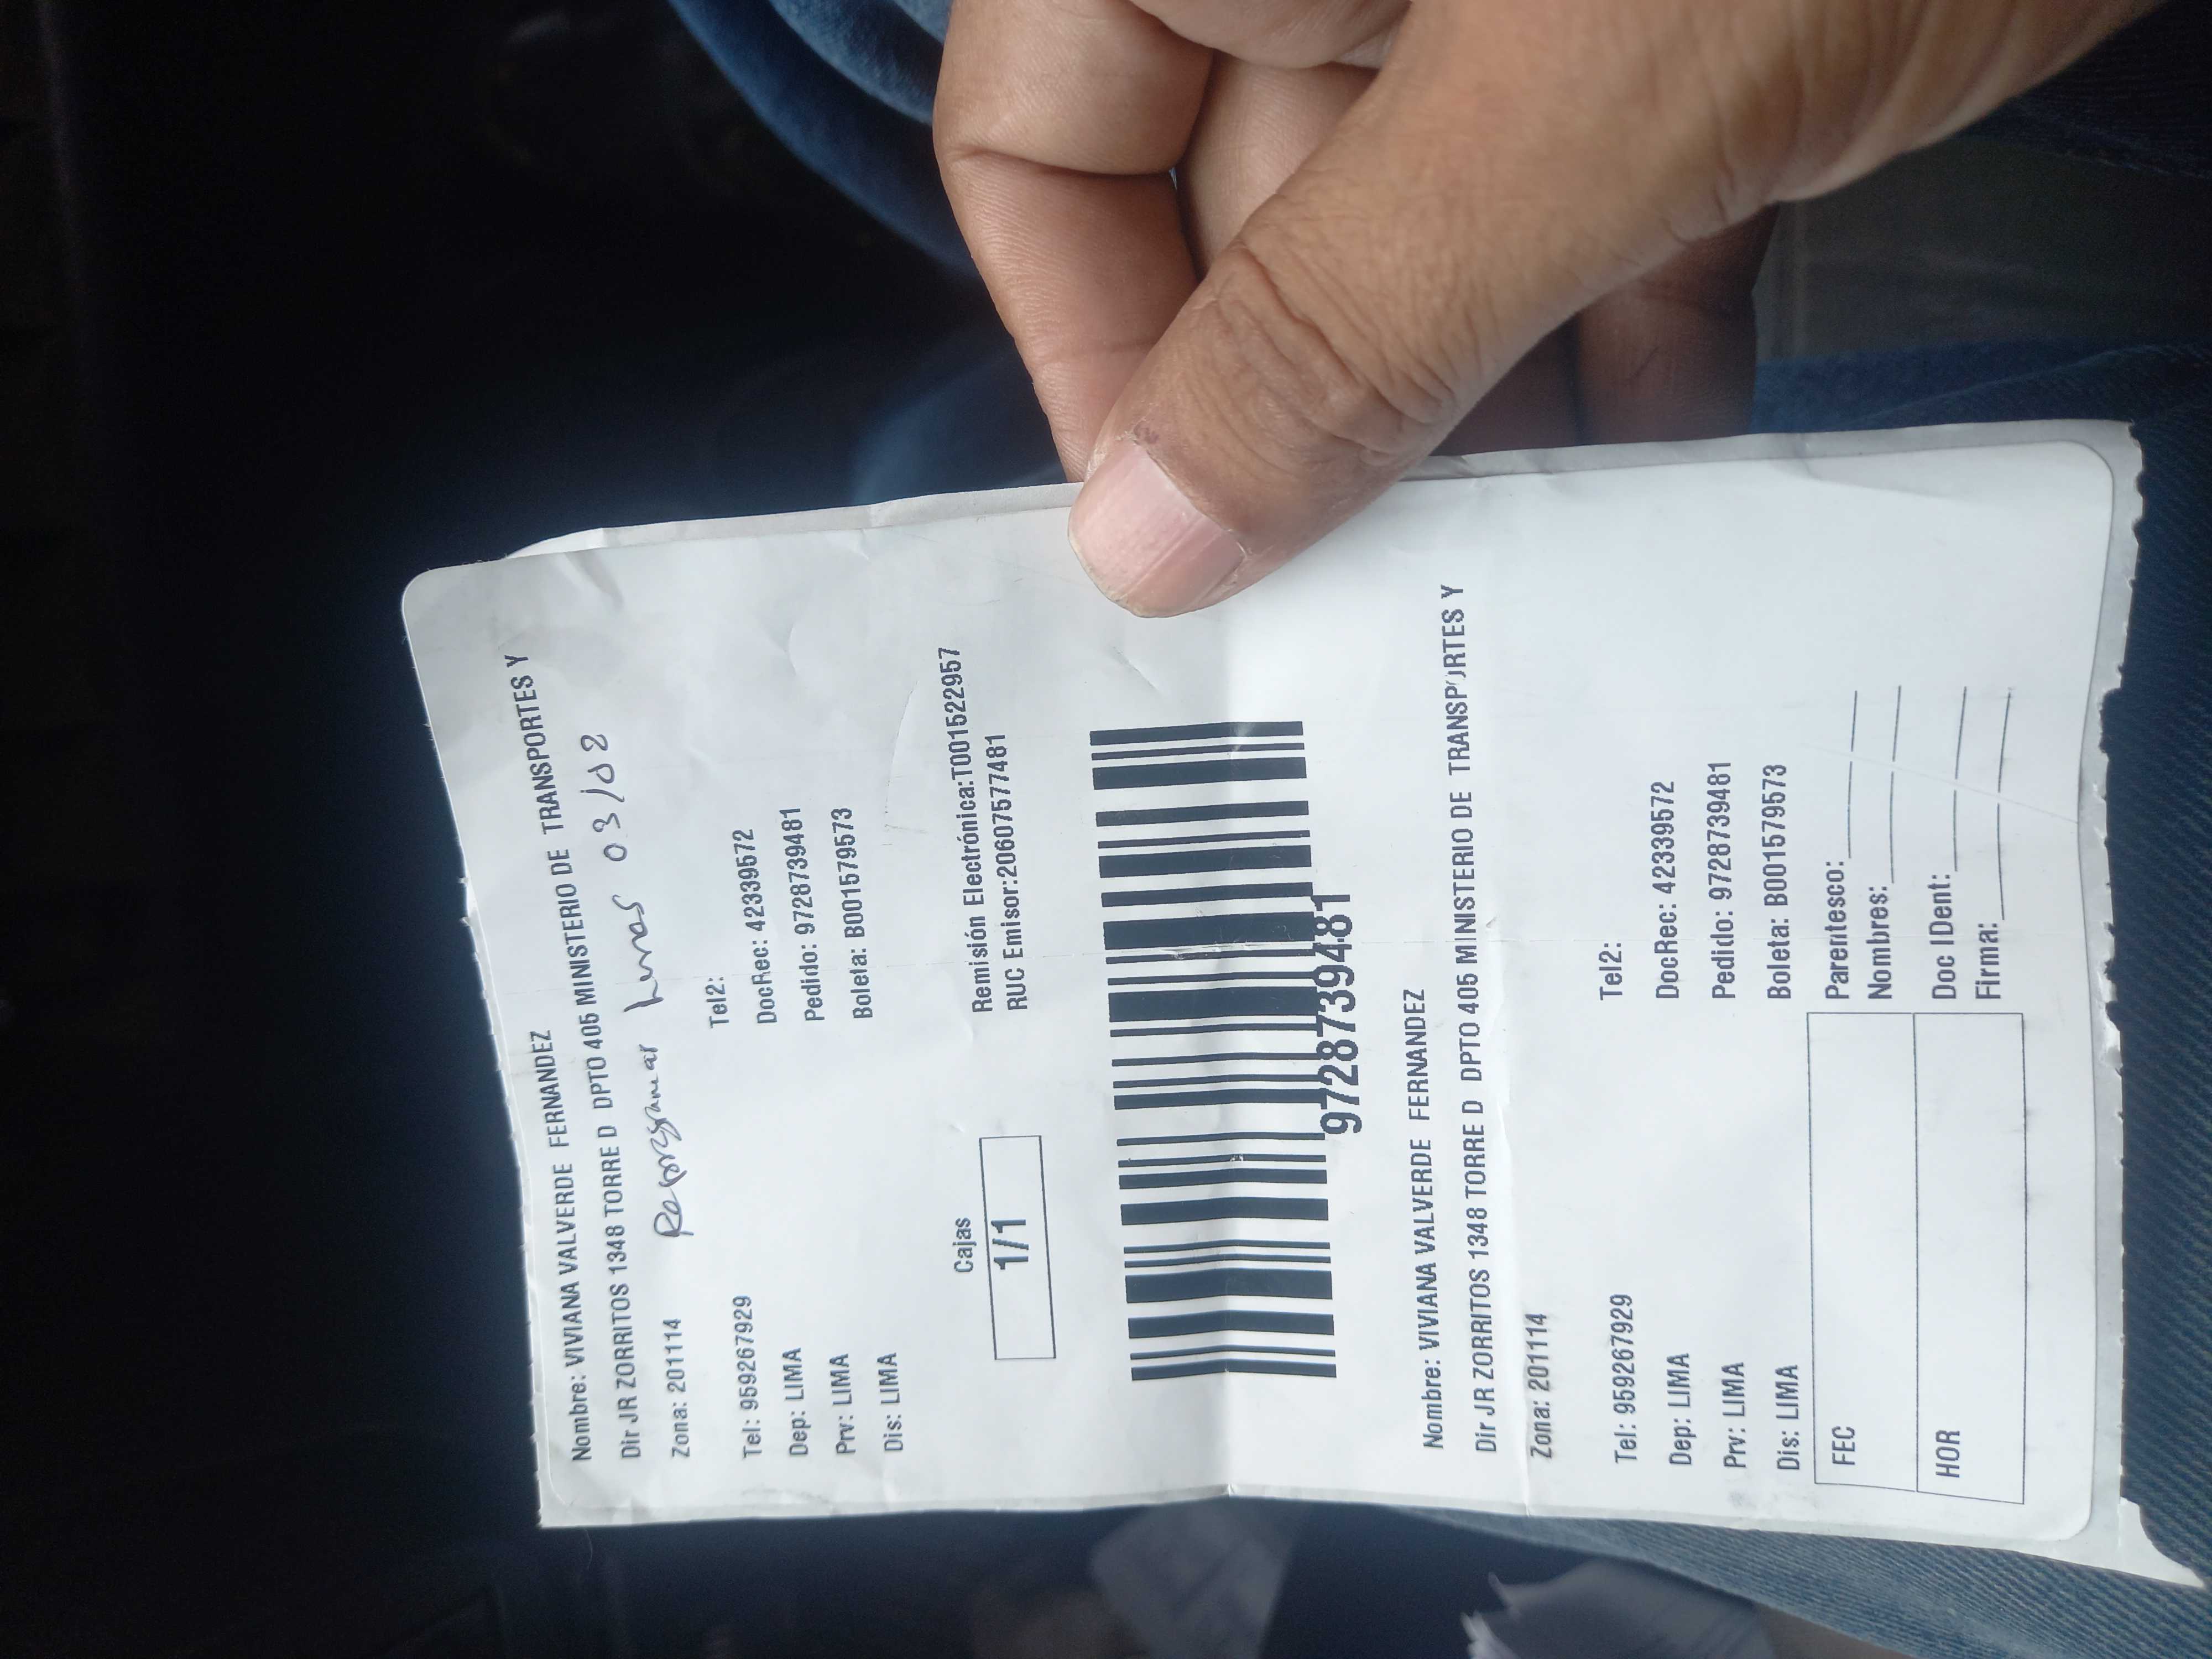 Nombre: VIVIANA VALVERDE FERNANDEZ
Dir JR ZORRITOS 1348 TORRE D DPTO 405 MINISTERIO DE TRANSPORTES Y
Zona: 201114
Reprogramar Lunes 03/02
Tel: 959267929 Tel2:
Dep: LIMA DocRec: 42339572
Prv: LIMA Pedido: 9728739481
Dis: LIMA Boleta: B001579573
Cajas Remisión Electrónica:T001522957
1/1 RUC Emisor:20607577481
9728739481
Nombre: VIVIANA VALVERDE FERNANDEZ
Dir JR ZORRITOS 1348 TORRE D DPTO 405 MINISTERIO DE TRANSPORTES Y
Zona: 201114
Tel: 959267929 Tel2:
Dep: LIMA DocRec: 42339572
Prv: LIMA Pedido: 9728739481
Dis: LIMA Boleta: B001579573
FEC Parentesco:
Nombres:
HOR Doc IDent:
Firma: